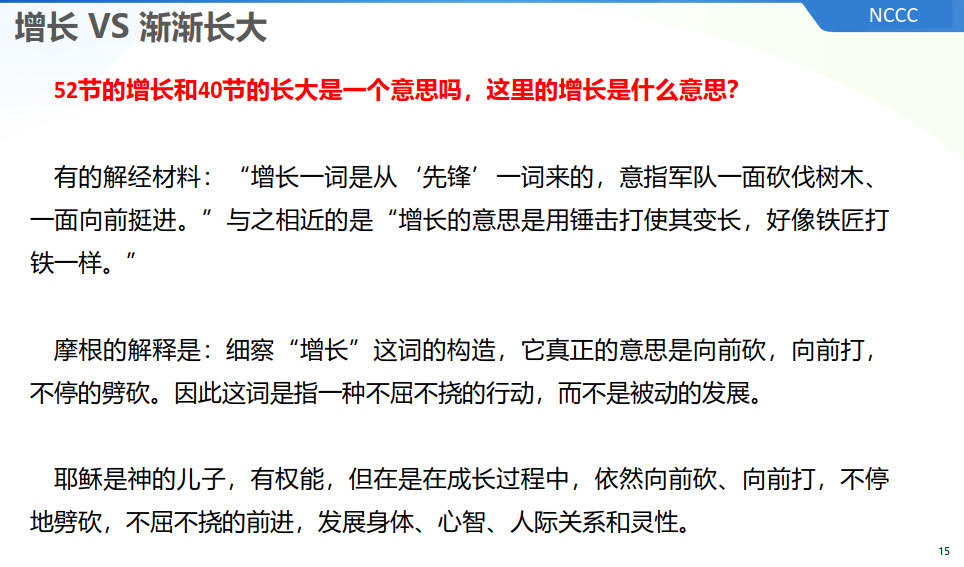 增长 VS 渐渐长大
NCCC
52节的增长和40节的长大是一个意思吗，这里的增长是什么意思？
有的解经材料：“增长一词是从‘先锋’一词来的，意指军队一面砍伐树木、
一面向前挺进。”与之相近的是“增长的意思是用锤击打使其变长，好像铁匠打
铁一样。”
摩根的解释是：细察“增长”这词的构造，它真正的意思是向前砍，向前打，
不停的劈砍。因此这词是指一种不屈不挠的行动，而不是被动的发展。
耶稣是神的儿子，有权能，但在是在成长过程中，依然向前砍、向前打，不停
地劈砍，不屈不挠的前进，发展身体、心智、人际关系和灵性。
15